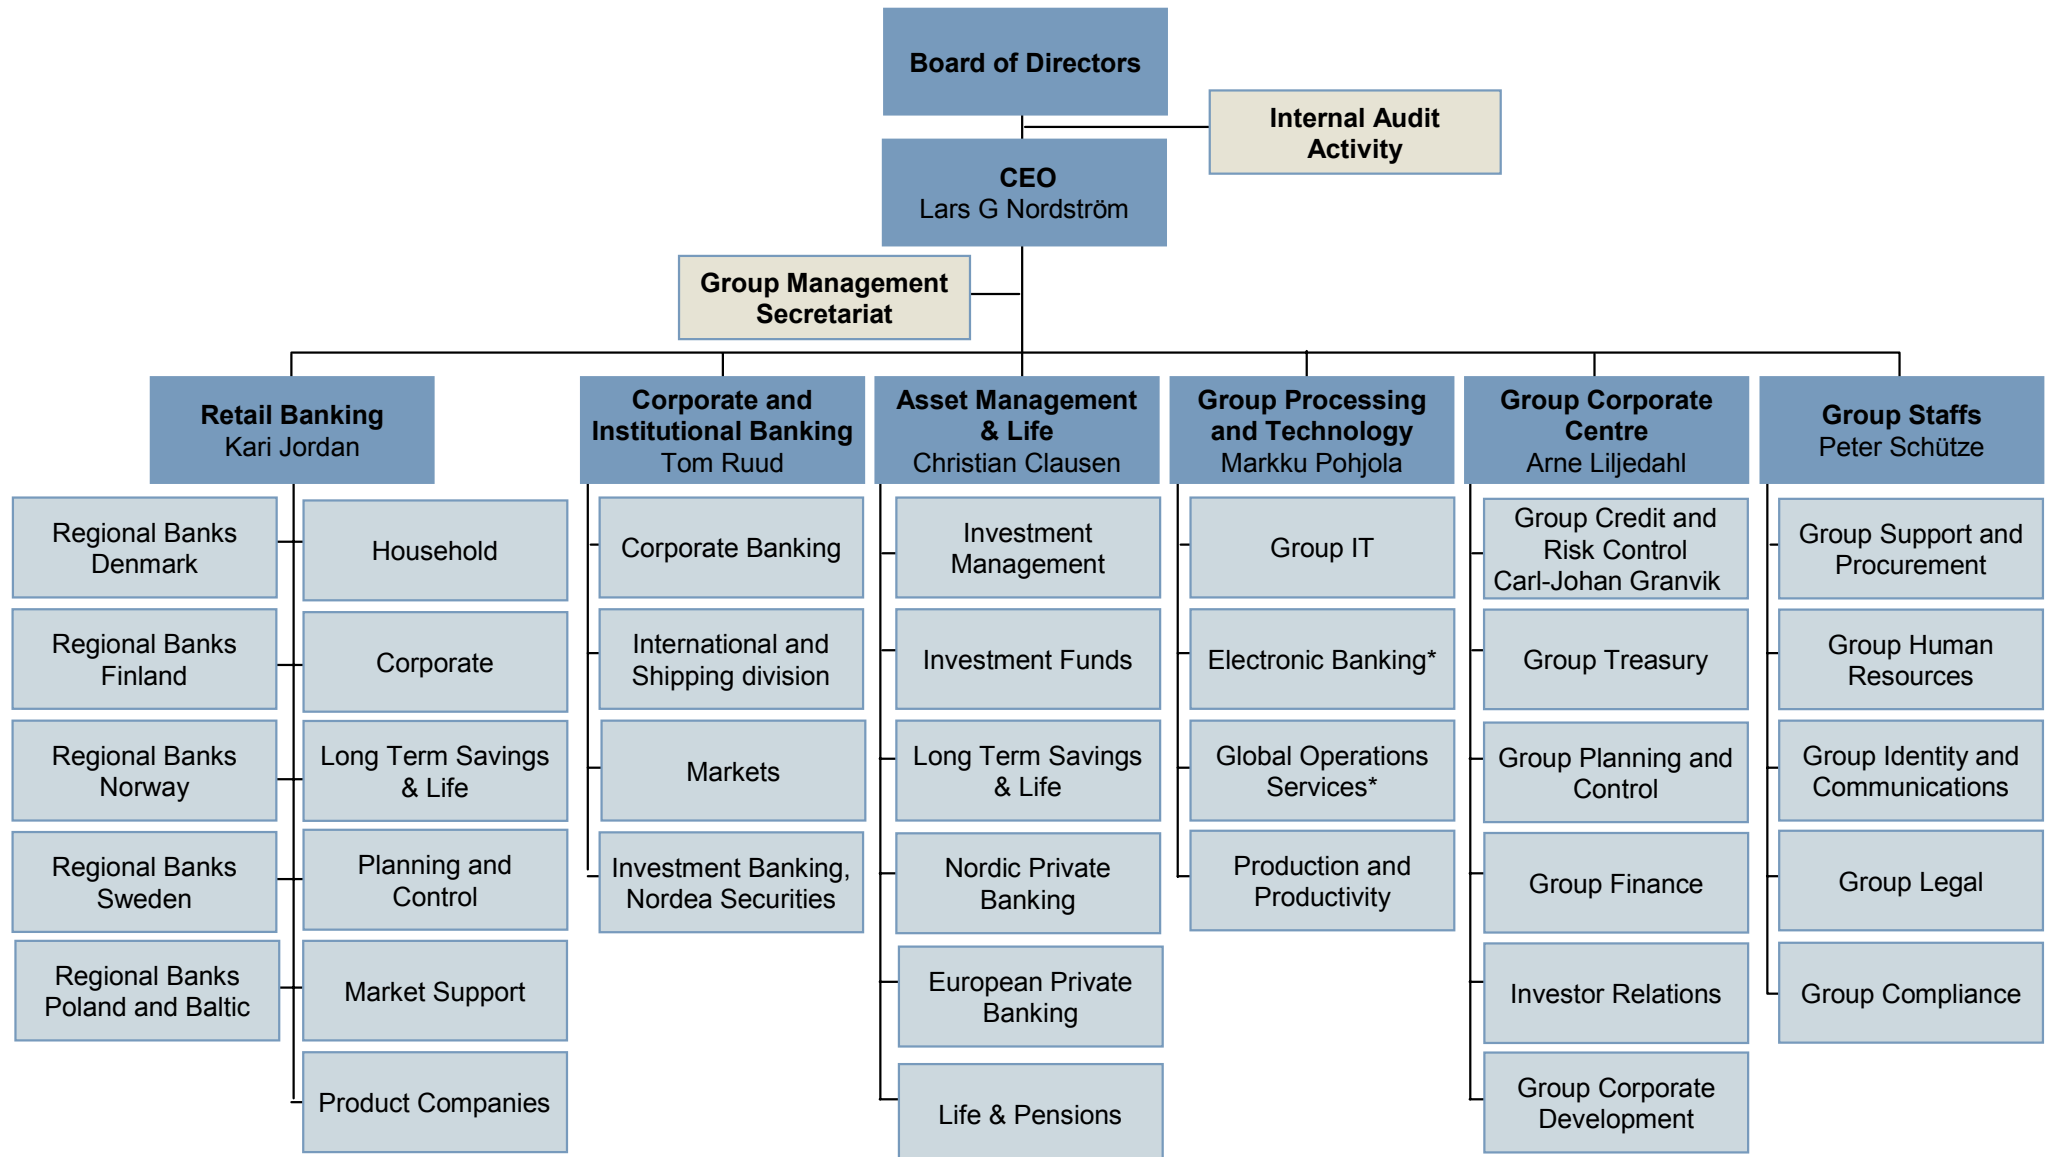 Board of Directors
Internal Audit
Activity
CEO
Lars G Nordström
Group Management
Secretariat
Retail Banking
Kari Jordan
Corporate and
Institutional Banking
Tom Ruud
Asset Management
& Life
Christian Clausen
Group Processing
and Technology
Markku Pohjola
Group Corporate
Centre
Arne Liljedahl
Group Staffs
Peter Schütze
Regional Banks
Denmark
Regional Banks
Finland
Regional Banks
Norway
Regional Banks
Sweden
Regional Banks
Poland and Baltic
Household
Corporate
Long Term Savings
& Life
Planning and
Control
Market Support
Product Companies
Corporate Banking
International and
Shipping division
Markets
Investment Banking,
Nordea Securities
Investment
Management
Investment Funds
Long Term Savings
& Life
Nordic Private
Banking
European Private
Banking
Life & Pensions
Group IT
Electronic Banking*
Global Operations
Services*
Production and
Productivity
Group Credit and
Risk Control
Carl-Johan Granvik
Group Treasury
Group Planning and
Control
Group Finance
Investor Relations
Group Corporate
Development
Group Support and
Procurement
Group Human
Resources
Group Identity and
Communications
Group Legal
Group Compliance